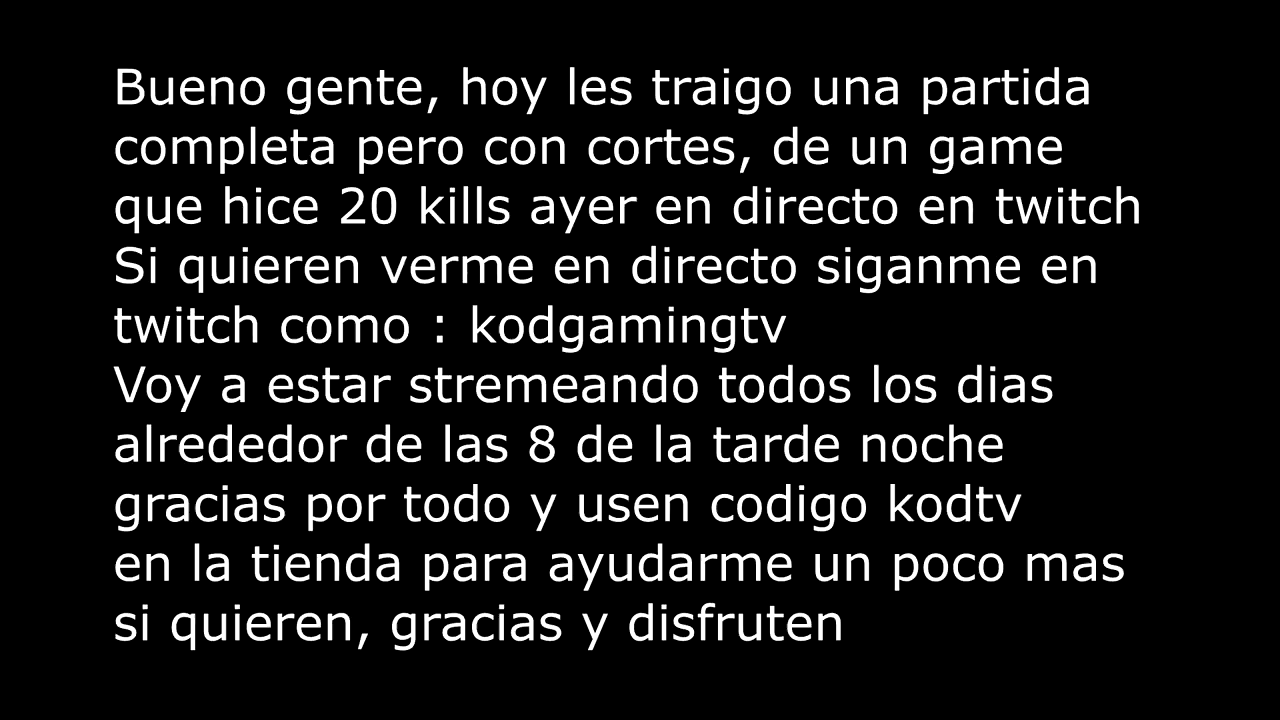 Bueno gente, hoy les traigo una partida
completa pero con cortes, de un game
que hice 20 kills ayer en directo en twitch
Si quieren verme en directo siganme en
twitch como : kodgamingtv
Voy a estar stremeando todos los dias
alrededor de las 8 de la tarde noche
gracias por todo y usen codigo kodtv
en la tienda para ayudarme un poco mas
si quieren, gracias y disfruten